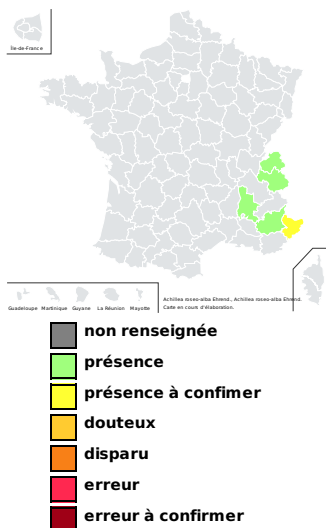 Île-de-France
Achillea roseo-alba Ehrend., Achillea roseo-alba Ehrend.
Carte en cours d'élaboration.
Guadeloupe Martinique Guyane La Réunion Mayotte
non renseignée
présence
présence à confimer
douteux
disparu
erreur
erreur à confirmer